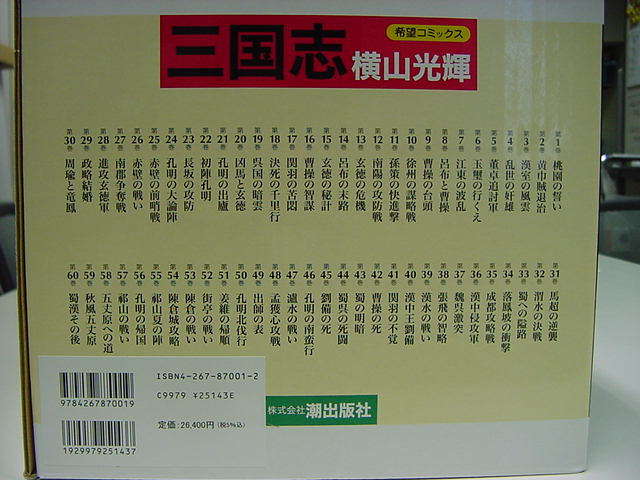 希望コミックス
三国志
横山光輝
第1巻 桃園の誓い
第2巻 黄巾賊退治
第3巻 漢室の風雲
第4巻 乱世の奸雄
第5巻 董卓追討軍
第6巻 玉璽の行くえ
第7巻 江東の波乱
第8巻 呂布と曹操
第9巻 曹操の台頭
第10巻 徐州の謀略戦
第11巻 孫策の快進撃
第12巻 南陽の攻防戦
第13巻 玄徳の危機
第14巻 呂布の末路
第15巻 玄徳の秘計
第16巻 曹操の智謀
第17巻 関羽の苦悶
第18巻 決死の千里行
第19巻 呉国の暗雲
第20巻 凶馬と玄徳
第21巻 孔明の出廬
第22巻 初陣孔明
第23巻 長坂の攻防
第24巻 孔明の大論陣
第25巻 赤壁の前哨戦
第26巻 赤壁の戦い
第27巻 南郡争奪戦
第28巻 進攻玄徳軍
第29巻 政略結婚
第30巻 周瑜と竜鳳
第31巻 馬超の逆襲
第32巻 渭水の決戦
第33巻 蜀への隘路
第34巻 落鳳坡の衝撃
第35巻 成都攻略戦
第36巻 漢中侵攻軍
第37巻 魏呉激突
第38巻 張飛の智略
第39巻 漢水の戦い
第40巻 漢中王劉備
第41巻 関羽の不覚
第42巻 曹操の死
第43巻 蜀の明暗
第44巻 蜀呉の死闘
第45巻 劉備の死
第46巻 孔明の南蛮行
第47巻 瀘水の戦い
第48巻 孟獲心攻戦
第49巻 出師の表
第50巻 孔明北伐行
第51巻 姜維の帰順
第52巻 街亭の戦い
第53巻 陳倉の戦い
第54巻 陳倉城攻略
第55巻 祁山夏の陣
第56巻 孔明の帰国
第57巻 祁山の戦い
第58巻 五丈原への道
第59巻 秋風五丈原
第60巻 蜀漢その後
ISBN4-267-87001-2
C9979 ¥25143E
定価:26,400円(税5%込)
9784267870019
1929979251437
株式会社 潮出版社